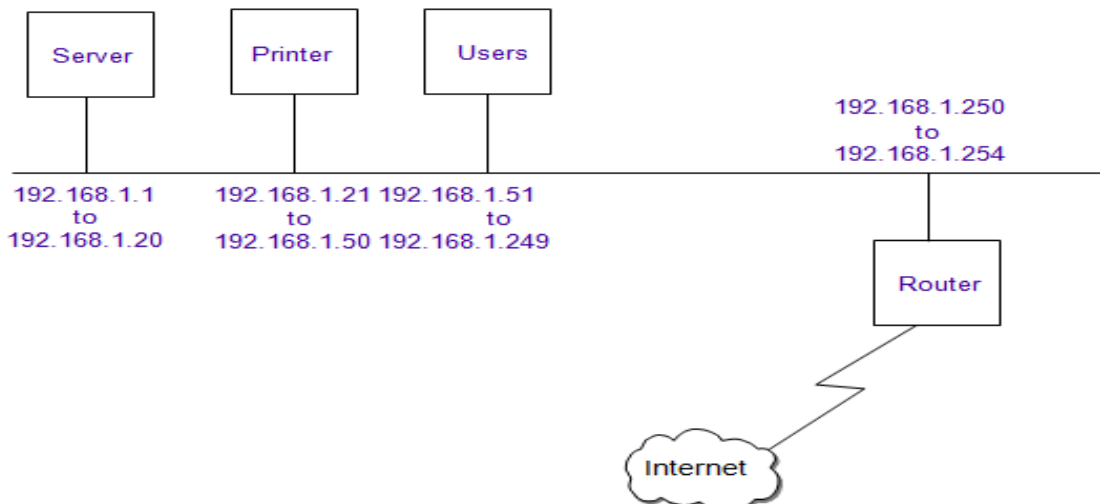 Server
Printer
Users
192.168.1.250
to
192.168.1.254
192.168.1.1
to
192.168.1.20
192.168.1.21
to
192.168.1.50
192.168.1.51
to
192.168.1.249
Router
Internet